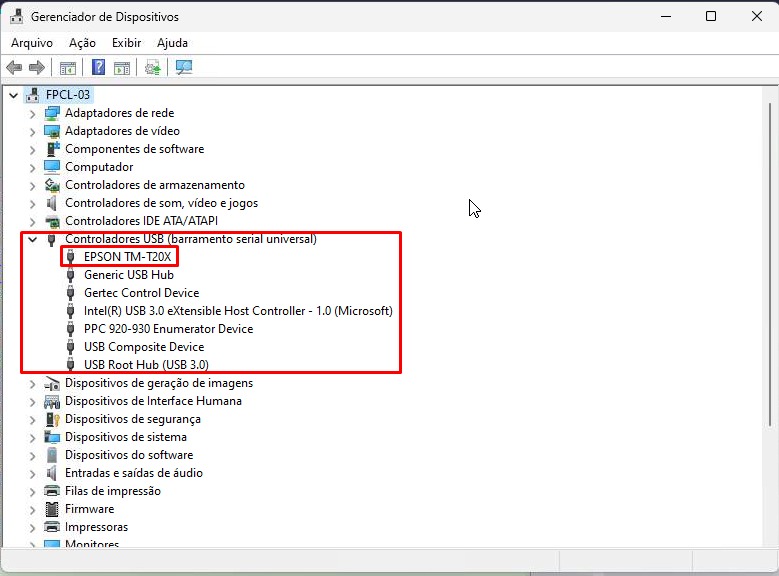 Gerenciador de Dispositivos
Arquivo Ação Exibir Ajuda
FPCL-03
Adaptadores de rede
Adaptadores de vídeo
Componentes de software
Computador
Controladores de armazenamento
Controladores de som, vídeo e jogos
Controladores IDE ATA/ATAPI
Controladores USB (barramento serial universal)
EPSON TM-T20X
Generic USB Hub
Gertec Control Device
Intel(R) USB 3.0 eXtensible Host Controller - 1.0 (Microsoft)
PPC 920-930 Enumerator Device
USB Composite Device
USB Root Hub (USB 3.0)
Dispositivos de geração de imagens
Dispositivos de Interface Humana
Dispositivos de segurança
Dispositivos de sistema
Dispositivos do software
Entradas e saídas de áudio
Filas de impressão
Firmware
Impressoras
Monitores